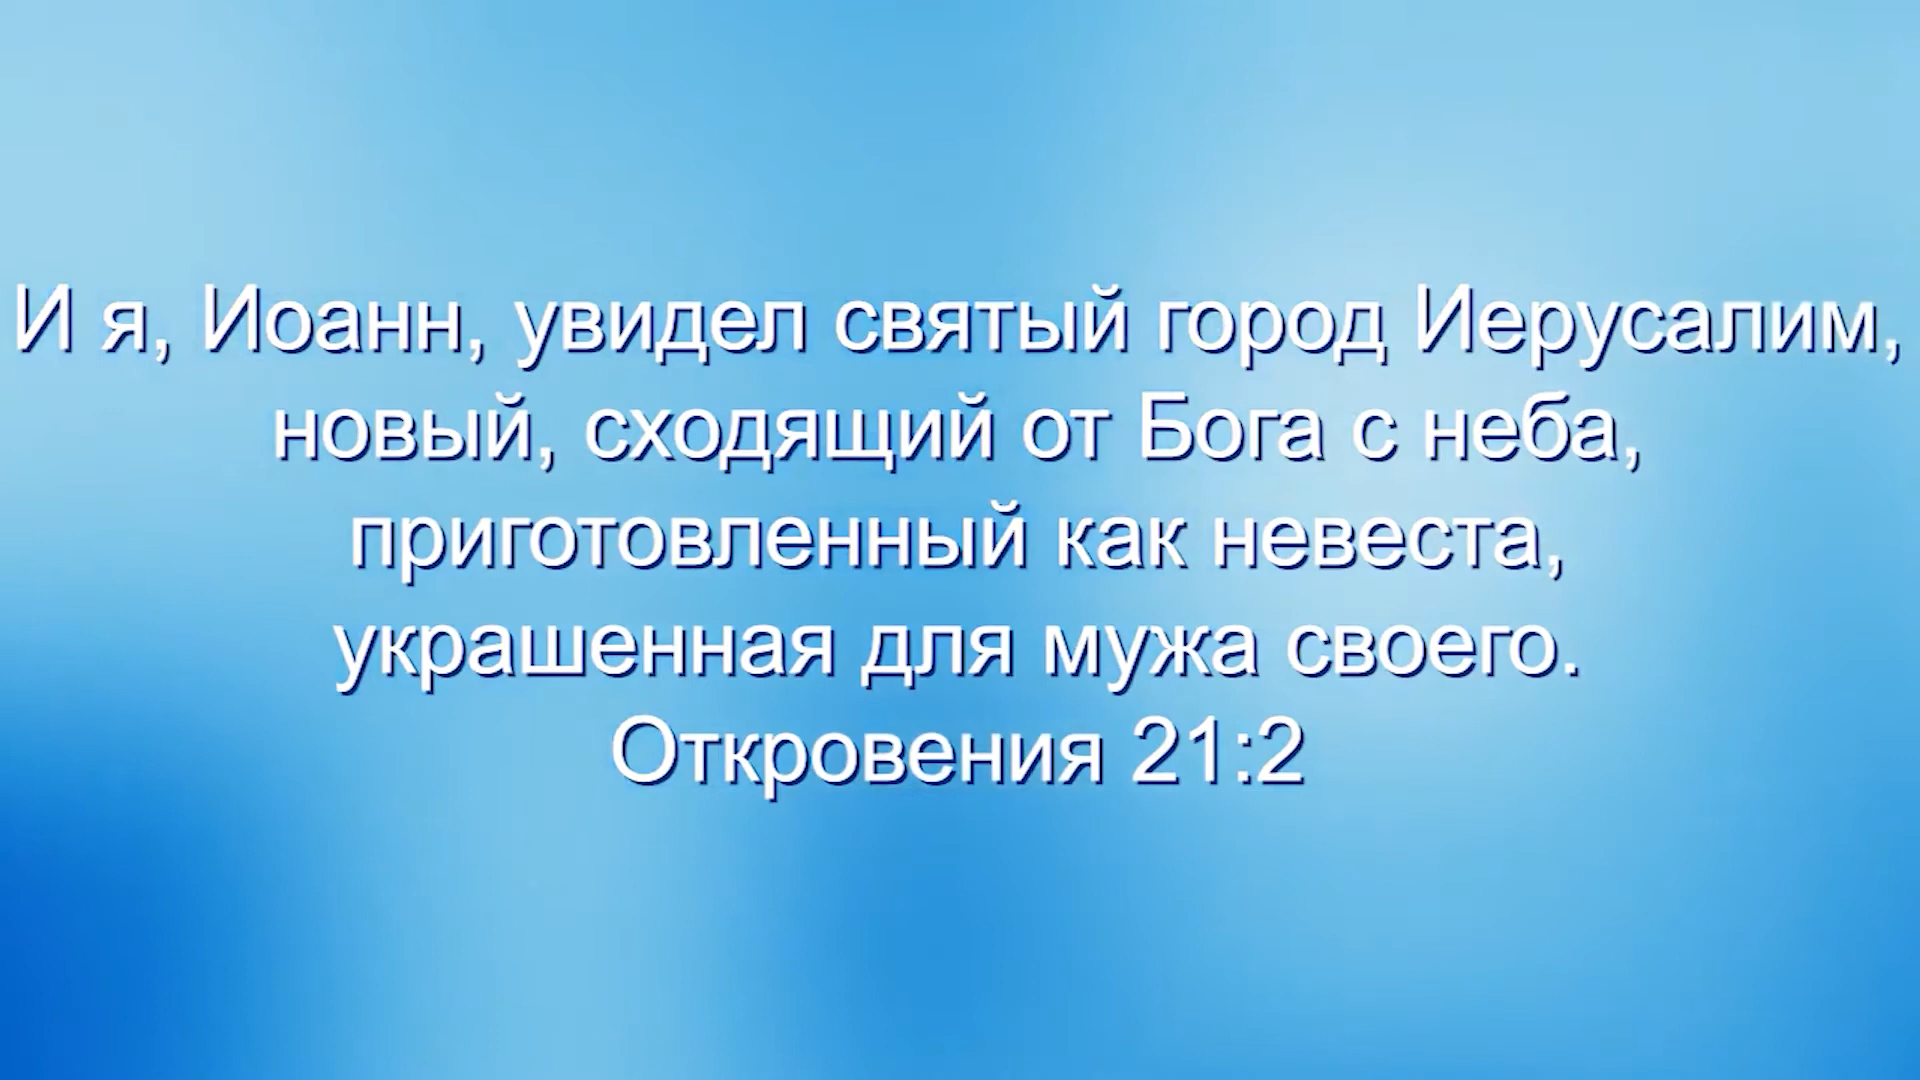 И я, Иоанн, увидел святый город Иерусалим,
новый, сходящий от Бога с неба,
приготовленный как невеста,
украшенная для мужа своего.
Откровения 21:2